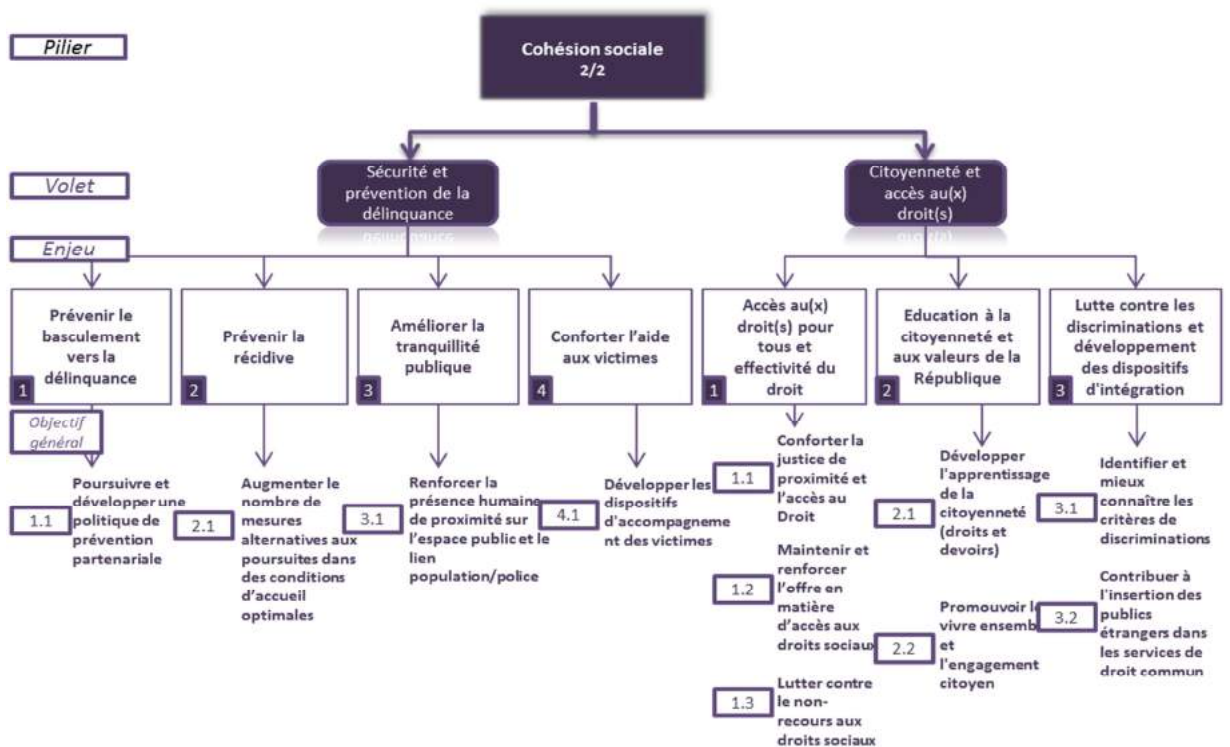 Pilier
Cohésion sociale
2/2
Volet
Sécurité et
prévention de la
délinquance
Citoyenneté et
accès au(x)
droit(s)
Enjeu
Prévenir le
basculement
vers la
délinquance
1
Prévenir la
récidive
2
Améliorer la
tranquillité
publique
3
Conforter l'aide
aux victimes
4
Accès au(x)
droit(s) pour
tous et
effectivité du
droit
1
Education à la
citoyenneté et
aux valeurs de la
République
2
Lutte contre les
discriminations et
développement
des dispositifs
d'intégration
3
Objectif
général
1.1
Poursuivre et
développer une
politique de
prévention
partenariale
2.1
Augmenter le
nombre de
mesures
alternatives aux
poursuites dans
des conditions
d'accueil
optimales
3.1
Renforcer la
présence humaine
de proximité sur
l'espace public et le
lien
population/police
4.1
Développer les
dispositifs
d'accompagneme
nt des victimes
1.1
Conforter la
justice de
proximité et
l'accès au
Droit
1.2
Maintenir et
renforcer
l'offre en
matière
d'accès aux
droits sociaux
1.3
Lutter contre
le non-
recours aux
droits sociaux
2.1
Développer
l'apprentissage
de la
citoyenneté
(droits et
devoirs)
2.2
Promouvoir le
vivre ensemb
et
l'engagement
citoyen
3.1
Identifier et
mieux
connaître les
critères de
discriminations
3.2
Contribuer à
l'insertion des
publics
étrangers dans
les services de
droit commun